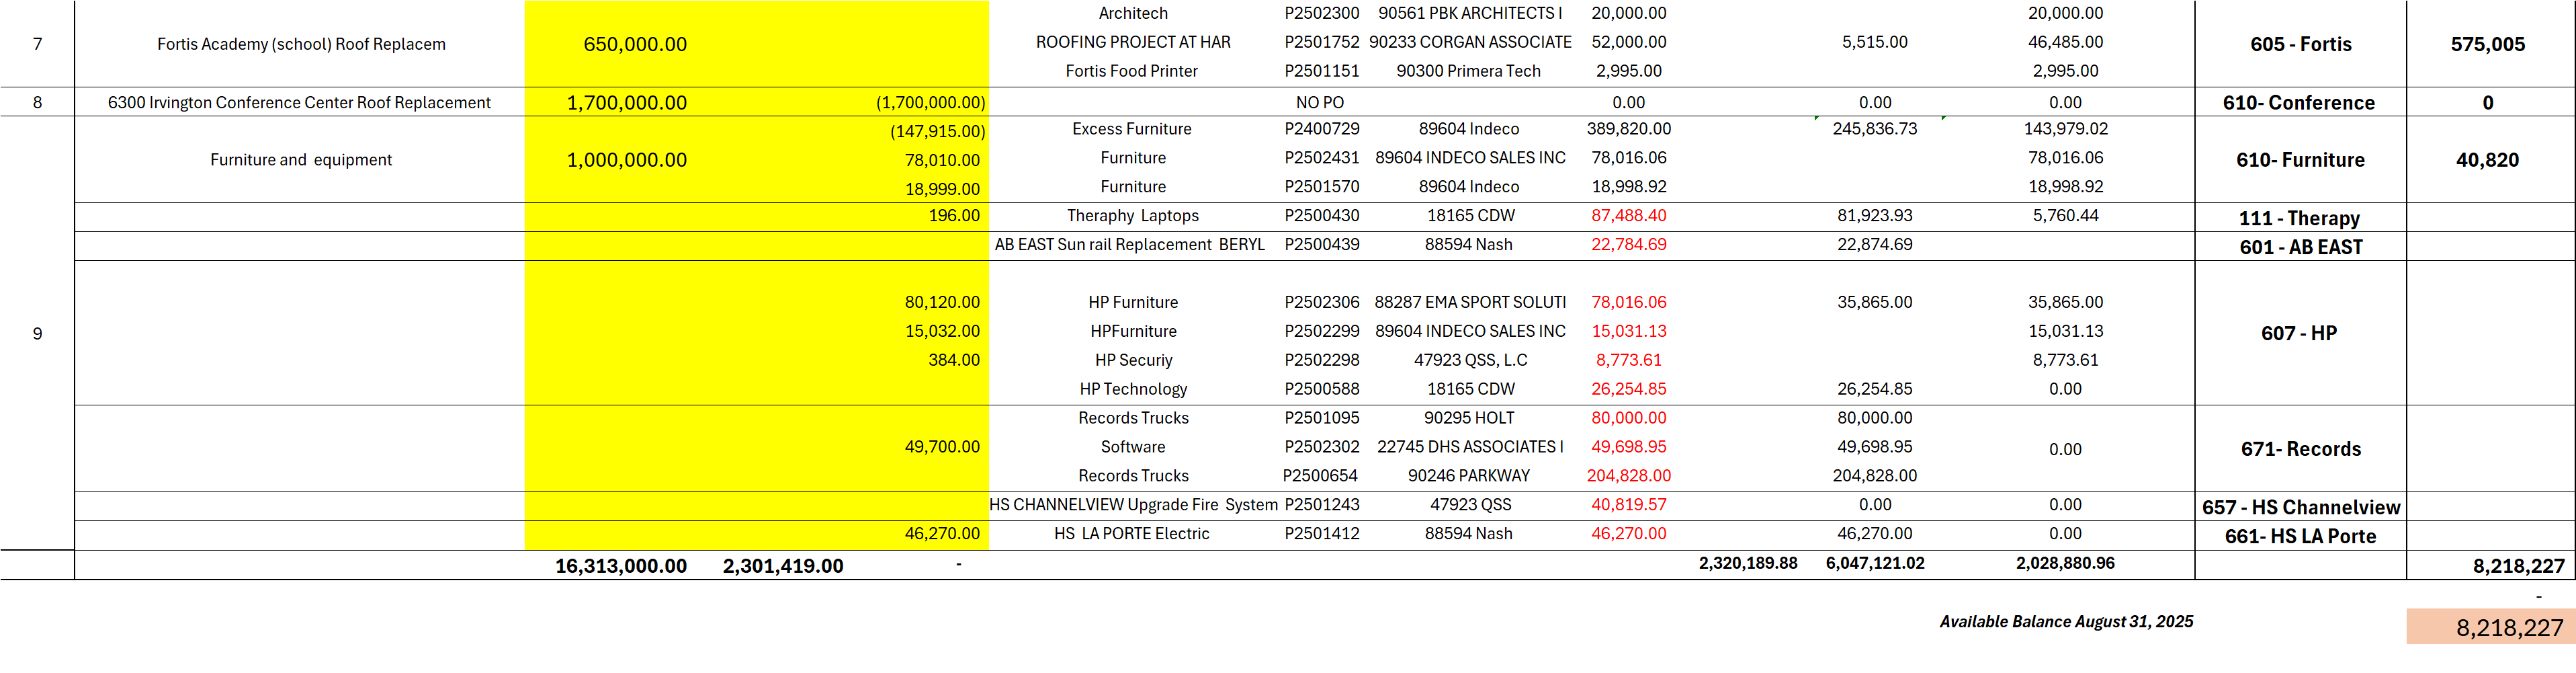 Architech P2502300 90561 PBK ARCHITECTS I 20,000.00 20,000.00
7 Fortis Academy (school) Roof Replacem 650,000.00 ROOFING PROJECT AT HAR P2501752 90233 CORGAN ASSOCIATE 52,000.00 5,515.00 46,485.00 605 - Fortis 575,005
Fortis Food Printer P2501151 90300 Primera Tech 2,995.00 2,995.00
8 6300 Irvington Conference Center Roof Replacement 1,700,000.00 (1,700,000.00) NO PO 0.00 0.00 0.00 610- Conference 0
(147,915.00) Excess Furniture P2400729 89604 Indeco 389,820.00 245,836.73 143,979.02
Furniture and equipment 1,000,000.00 78,010.00 Furniture P2502431 89604 INDECO SALES INC 78,016.06 78,016.06 610- Furniture 40,820
18,999.00 Furniture P2501570 89604 Indeco 18,998.92 18,998.92
196.00 Theraphy Laptops P2500430 18165 CDW 87,488.40 81,923.93 5,760.44 111 - Therapy
AB EAST Sun rail Replacement BERYL P2500439 88594 Nash 22,784.69 22,874.69 601 - AB EAST
80,120.00 HP Furniture P2502306 88287 EMA SPORT SOLUTI 78,016.06 35,865.00 35,865.00
9 15,032.00 HPFurniture P2502299 89604 INDECO SALES INC 15,031.13 15,031.13 607 - HP
384.00 HP Securiy P2502298 47923 QSS, L.C 8,773.61 8,773.61
HP Technology P2500588 18165 CDW 26,254.85 26,254.85 0.00
Records Trucks P2501095 90295 HOLT 80,000.00 80,000.00
49,700.00 Software P2502302 22745 DHS ASSOCIATES I 49,698.95 49,698.95 0.00 671- Records
Records Trucks P2500654 90246 PARKWAY 204,828.00 204,828.00
HS CHANNELVIEW Upgrade Fire System P2501243 47923 QSS 40,819.57 0.00 0.00 657 - HS Channelview
46,270.00 HS LA PORTE Electric P2501412 88594 Nash 46,270.00 46,270.00 0.00 661- HS LA Porte
16,313,000.00 2,301,419.00 - 2,320,189.88 6,047,121.02 2,028,880.96 8,218,227
-
Available Balance August 31, 2025 8,218,227